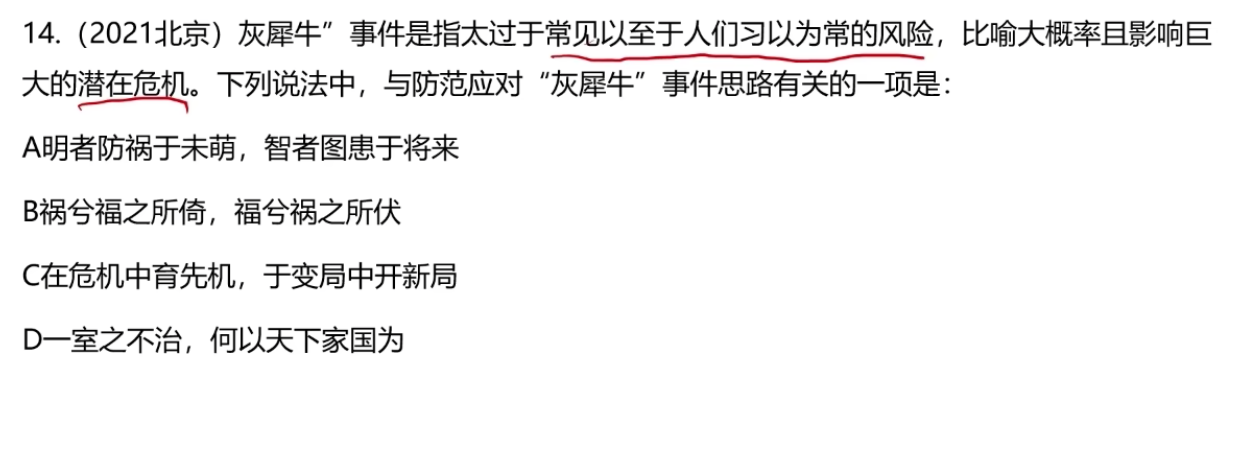 14.（2021北京）灰犀牛”事件是指太过于常见以至于人们习以为常的风险，比喻大概率且影响巨
大的潜在危机。下列说法中，与防范应对“灰犀牛”事件思路有关的一项是：
A明者防祸于未萌，智者图患于将来
B祸兮福之所倚，福兮祸之所伏
C在危机中育先机，于变局中开新局
D一室之不治，何以天下家国为